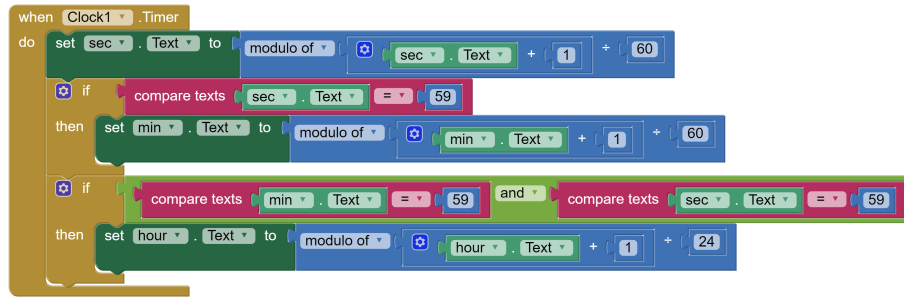 when Clock1 .Timer
do set sec . Text to modulo of sec . Text + 1 ÷ 60
if compare texts sec . Text = 59
then set min . Text to modulo of min . Text + 1 ÷ 60
if compare texts min . Text = 59 and compare texts sec . Text = 59
then set hour . Text to modulo of hour . Text + 1 ÷ 24